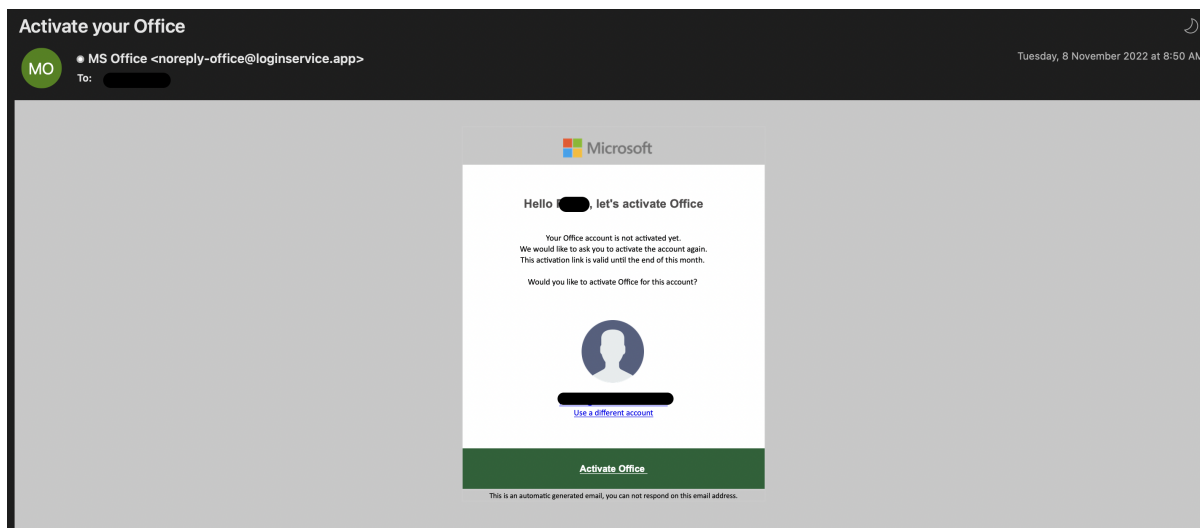 Activate your Office
MO
MS Office <noreply-office@loginservice.app>
Tuesday, 8 November 2022 at 8:50 AM
To:
Microsoft
Hello , let's activate Office
Your Office account is not activated yet.
We would like to ask you to activate the account again.
This activation link is valid until the end of this month.
Would you like to activate Office for this account?
Use a different account
Activate Office
This is an automatic generated email, you can not respond on this email address.